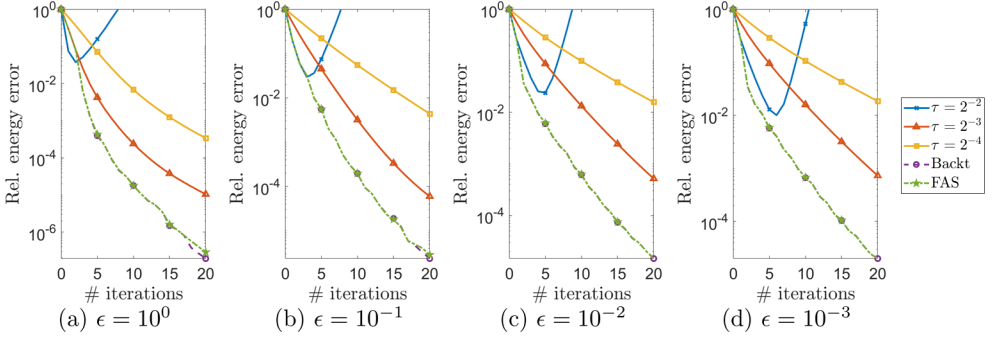 Rel. energy error
10^0
10^{-2}
10^{-4}
10^{-6}
0 5 10 15 20
# iterations
(a) ϵ = 10^0
Rel. energy error
10^0
10^{-2}
10^{-4}
0 5 10 15 20
# iterations
(b) ϵ = 10^{-1}
Rel. energy error
10^0
10^{-2}
10^{-4}
0 5 10 15 20
# iterations
(c) ϵ = 10^{-2}
Rel. energy error
10^0
10^{-2}
10^{-4}
0 5 10 15 20
# iterations
(d) ϵ = 10^{-3}
τ = 2^{-2}
τ = 2^{-3}
τ = 2^{-4}
Backt
FAS